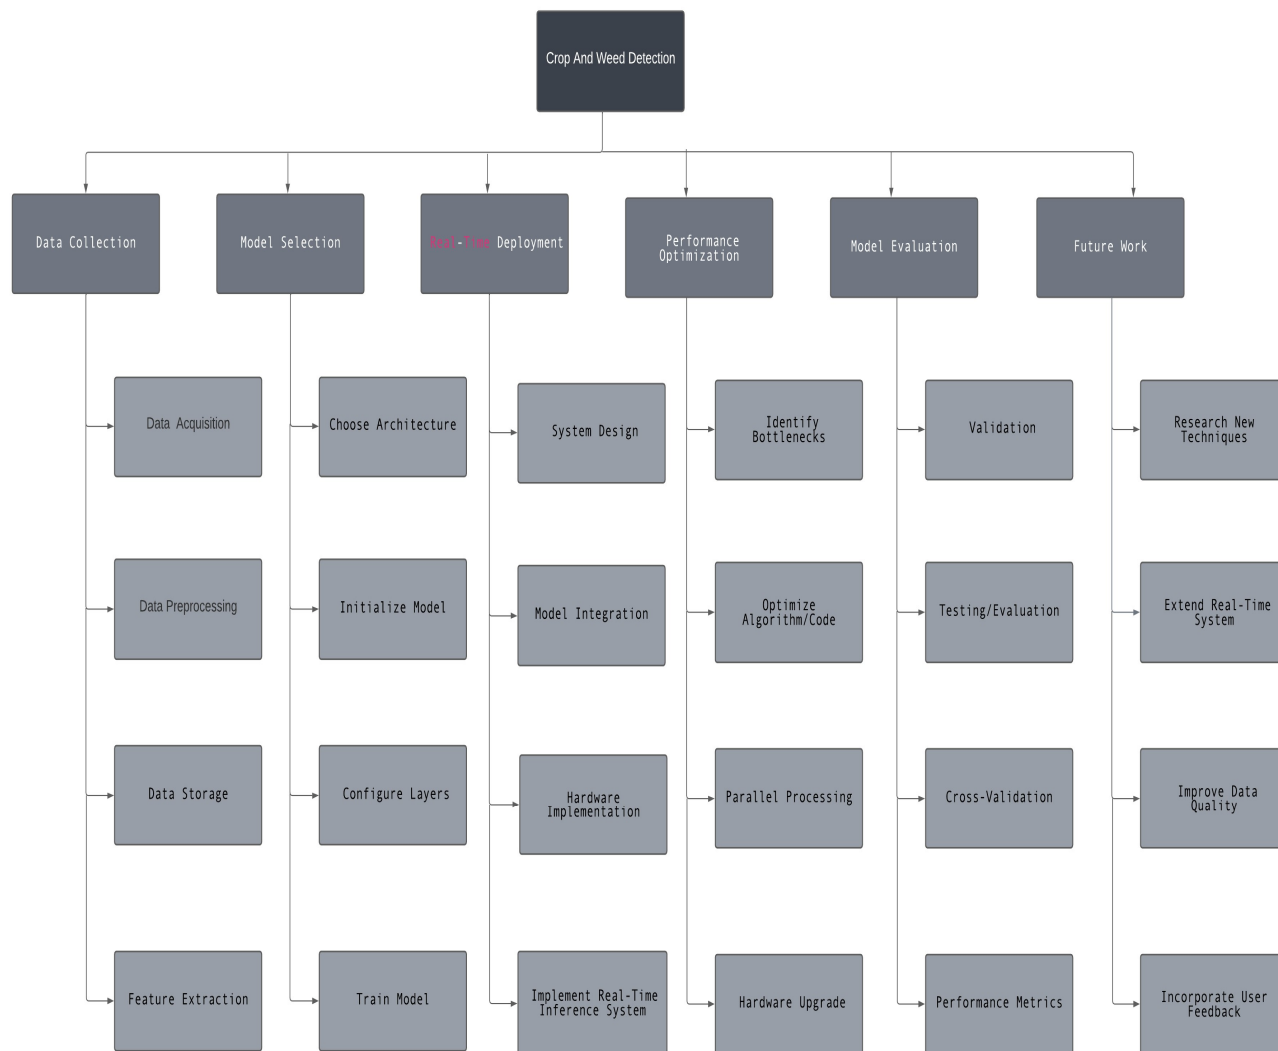 Crop And Weed Detection
Data Collection
Model Selection
Real-Time Deployment
Performance
Optimization
Model Evaluation
Future Work
Data Acquisition
Choose Architecture
System Design
Identify
Bottlenecks
Validation
Research New
Techniques
Data Preprocessing
Initialize Model
Model Integration
Optimize
Algorithm/Code
Testing/Evaluation
Extend Real-Time
System
Data Storage
Configure Layers
Hardware
Implementation
Parallel Processing
Cross-Validation
Improve Data
Quality
Feature Extraction
Train Model
Implement Real-Time
Inference System
Hardware Upgrade
Performance Metrics
Incorporate User
Feedback